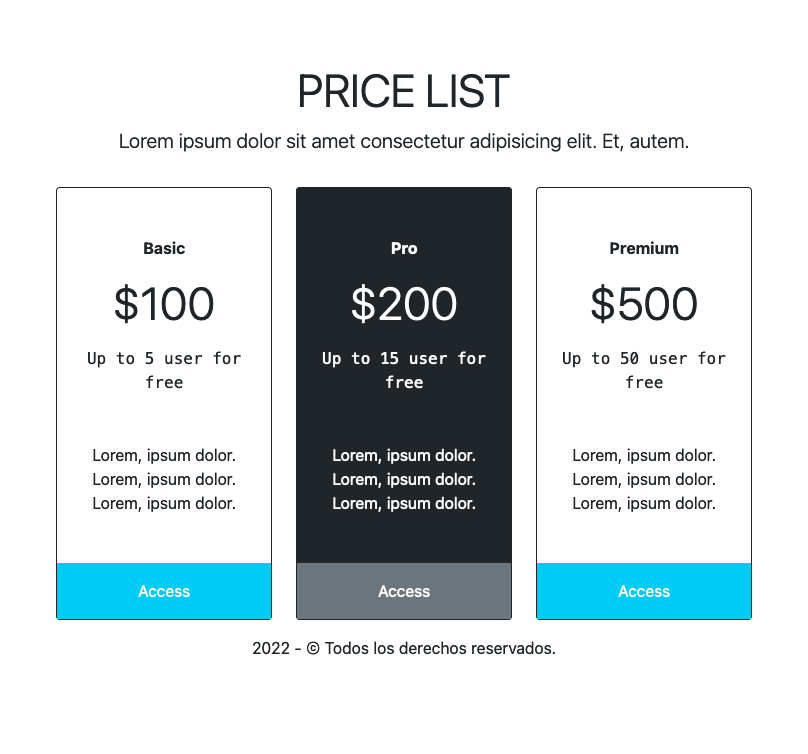 PRICE LIST
Lorem ipsum dolor sit amet consectetur adipisicing elit. Et, autem.
Basic
$100
Up to 5 user for
free
Lorem, ipsum dolor.
Lorem, ipsum dolor.
Lorem, ipsum dolor.
Access
Pro
$200
Up to 15 user for
free
Lorem, ipsum dolor.
Lorem, ipsum dolor.
Lorem, ipsum dolor.
Access
Premium
$500
Up to 50 user for
free
Lorem, ipsum dolor.
Lorem, ipsum dolor.
Lorem, ipsum dolor.
Access
2022 - © Todos los derechos reservados.